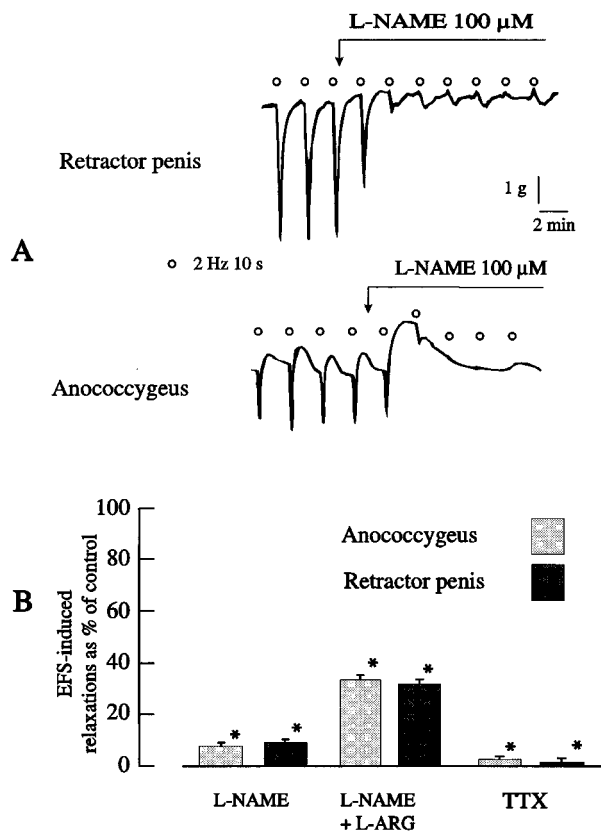 L-NAME 100 µM
Retractor penis
1 g
2 min
A
2 Hz 10 s
L-NAME 100 µM
Anococcygeus
B
EFS-induced
relaxations as % of control
100
80
60
40
20
0
Anococcygeus
Retractor penis
*
*
*
*
*
*
L-NAME
L-NAME
+ L-ARG
TTX